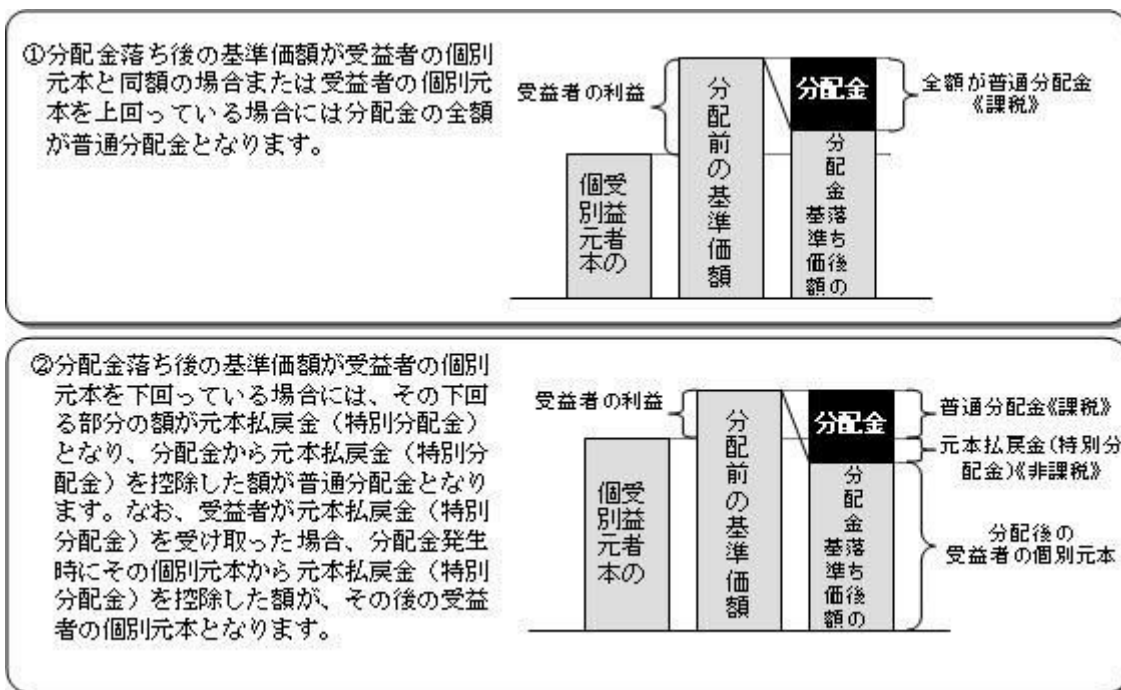 ①分配金落ち後の基準価額が受益者の個別
元本と同額の場合または受益者の個別元
本を上回っている場合には分配金の全額
が普通分配金となります。
受益者の利益
受益者の
個別元本
分配前の基準価額
分配金
分配金落ち後の
基準価額
全額が普通分配金
《課税》
②分配金落ち後の基準価額が受益者の個別
元本を下回っている場合には、その下回
る部分の額が元本払戻金（特別分配金）
となり、分配金から元本払戻金（特別分
配金）を控除した額が普通分配金となり
ます。なお、受益者が元本払戻金（特別
分配金）を受け取った場合、分配金発生
時にその個別元本から元本払戻金（特別
分配金）を控除した額が、その後の受益
者の個別元本となります。
受益者の利益
受益者の
個別元本
分配前の基準価額
分配金
分配金落ち後の
基準価額
普通分配金《課税》
元本払戻金(特別分
配金)《非課税》
分配後の
受益者の個別元本